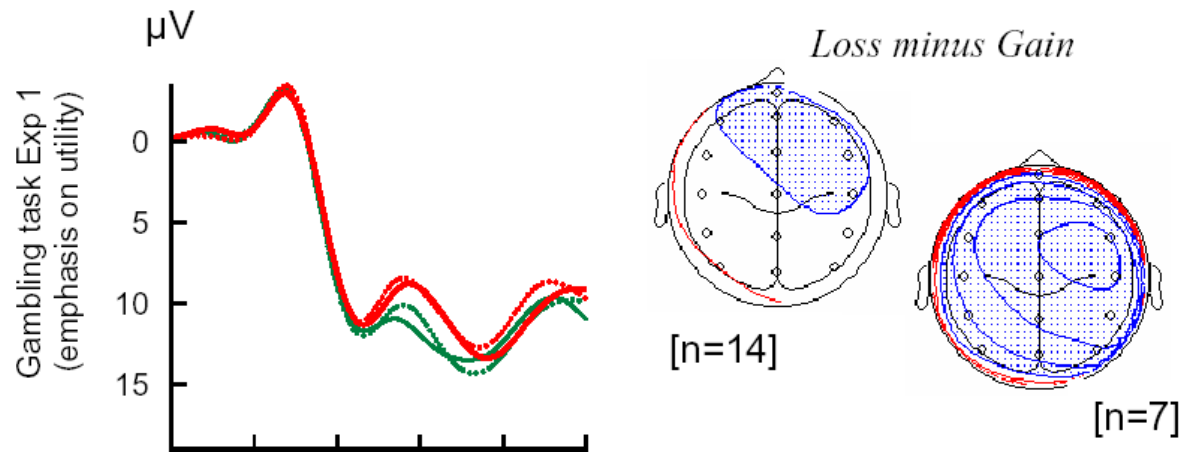 µV
Gambling task Exp 1
(emphasis on utility)
0
5
10
15
Loss minus Gain
[n=14]
[n=7]